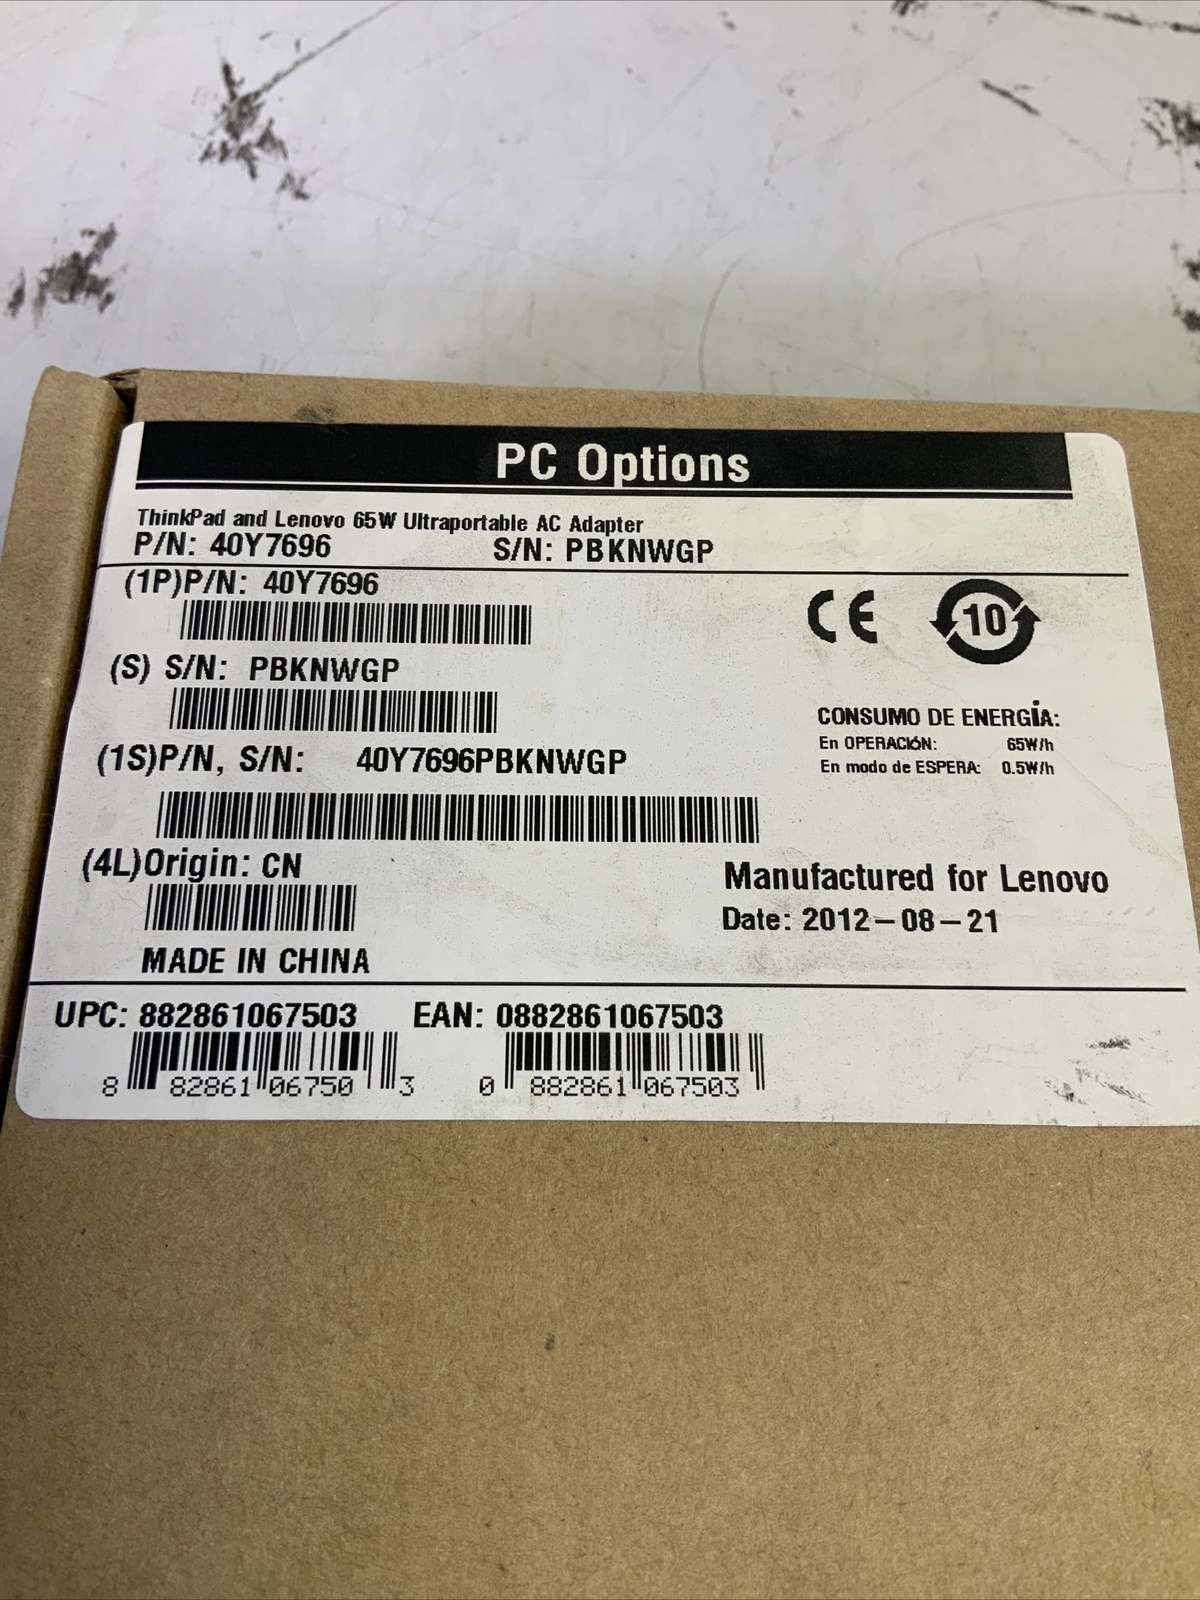 PC Options
ThinkPad and Lenovo 65W Ultraportable AC Adapter
P/N: 40Y7696 S/N: PBKNWGP
(1P)P/N: 40Y7696
CE 10
(S) S/N: PBKNWGP
CONSUMO DE ENERGÍA:
En OPERACIÓN: 65W/h
En modo de ESPERA: 0.5W/h
(1S)P/N, S/N: 40Y7696PBKNWGP
(4L)Origin: CN
Manufactured for Lenovo
Date: 2012-08-21
MADE IN CHINA
UPC: 882861067503 EAN: 0882861067503
8 82861 06750 3 0 882861 067503